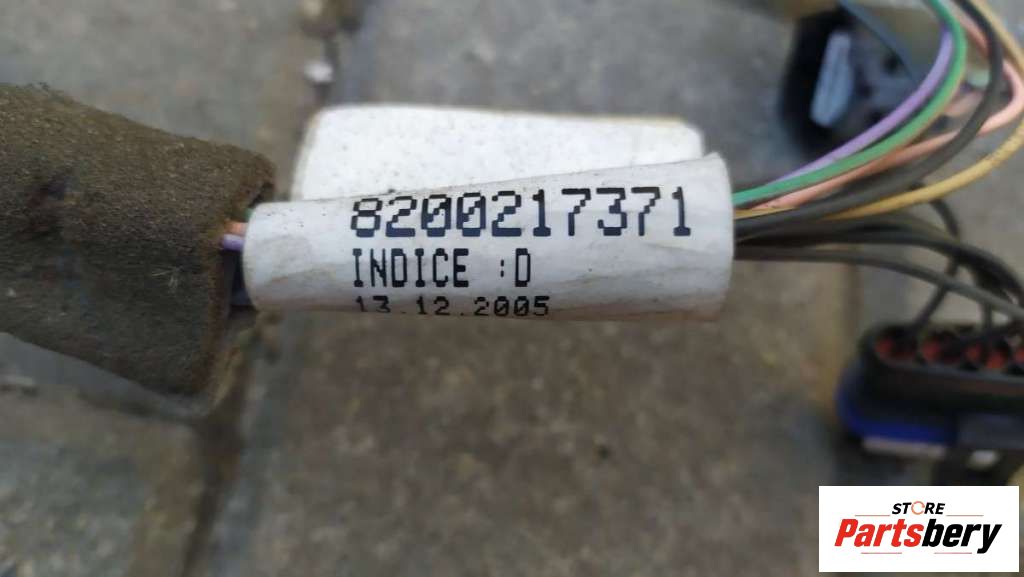 8200217371
INDICE :D
13.12.2005
STORE
Partsbery